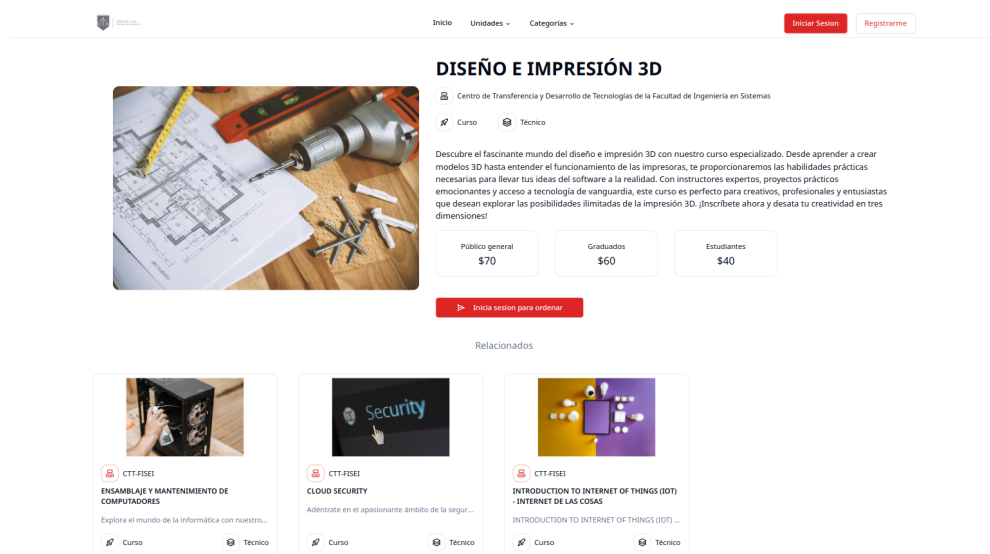 Inicio Unidades Categorías Iniciar Sesion Registrarme
DISEÑO E IMPRESIÓN 3D
Centro de Transferencia y Desarrollo de Tecnologías de la Facultad de Ingeniería en Sistemas
Curso Técnico
Descubre el fascinante mundo del diseño e impresión 3D con nuestro curso especializado. Desde aprender a crear
modelos 3D hasta entender el funcionamiento de las impresoras, te proporcionaremos las habilidades prácticas
necesarias para llevar tus ideas del software a la realidad. Con instructores expertos, proyectos prácticos
emocionantes y acceso a tecnología de vanguardia, este curso es perfecto para creativos, profesionales y entusiastas
que desean explorar las posibilidades ilimitadas de la impresión 3D. ¡Inscríbete ahora y desata tu creatividad en tres
dimensiones!
Público general Graduados Estudiantes
$70 $60 $40
Inicia sesion para ordenar
Relacionados
Security
CTT-FISEI
ENSAMBLAJE Y MANTENIMIENTO DE
COMPUTADORES
Explora el mundo de la informática con nuestro...
Curso Técnico
CTT-FISEI
CLOUD SECURITY
Adéntrate en el apasionante ámbito de la segur...
Curso Técnico
CTT-FISEI
INTRODUCTION TO INTERNET OF THINGS (IOT)
- INTERNET DE LAS COSAS
INTRODUCTION TO INTERNET OF THINGS (IOT) ...
Curso Técnico